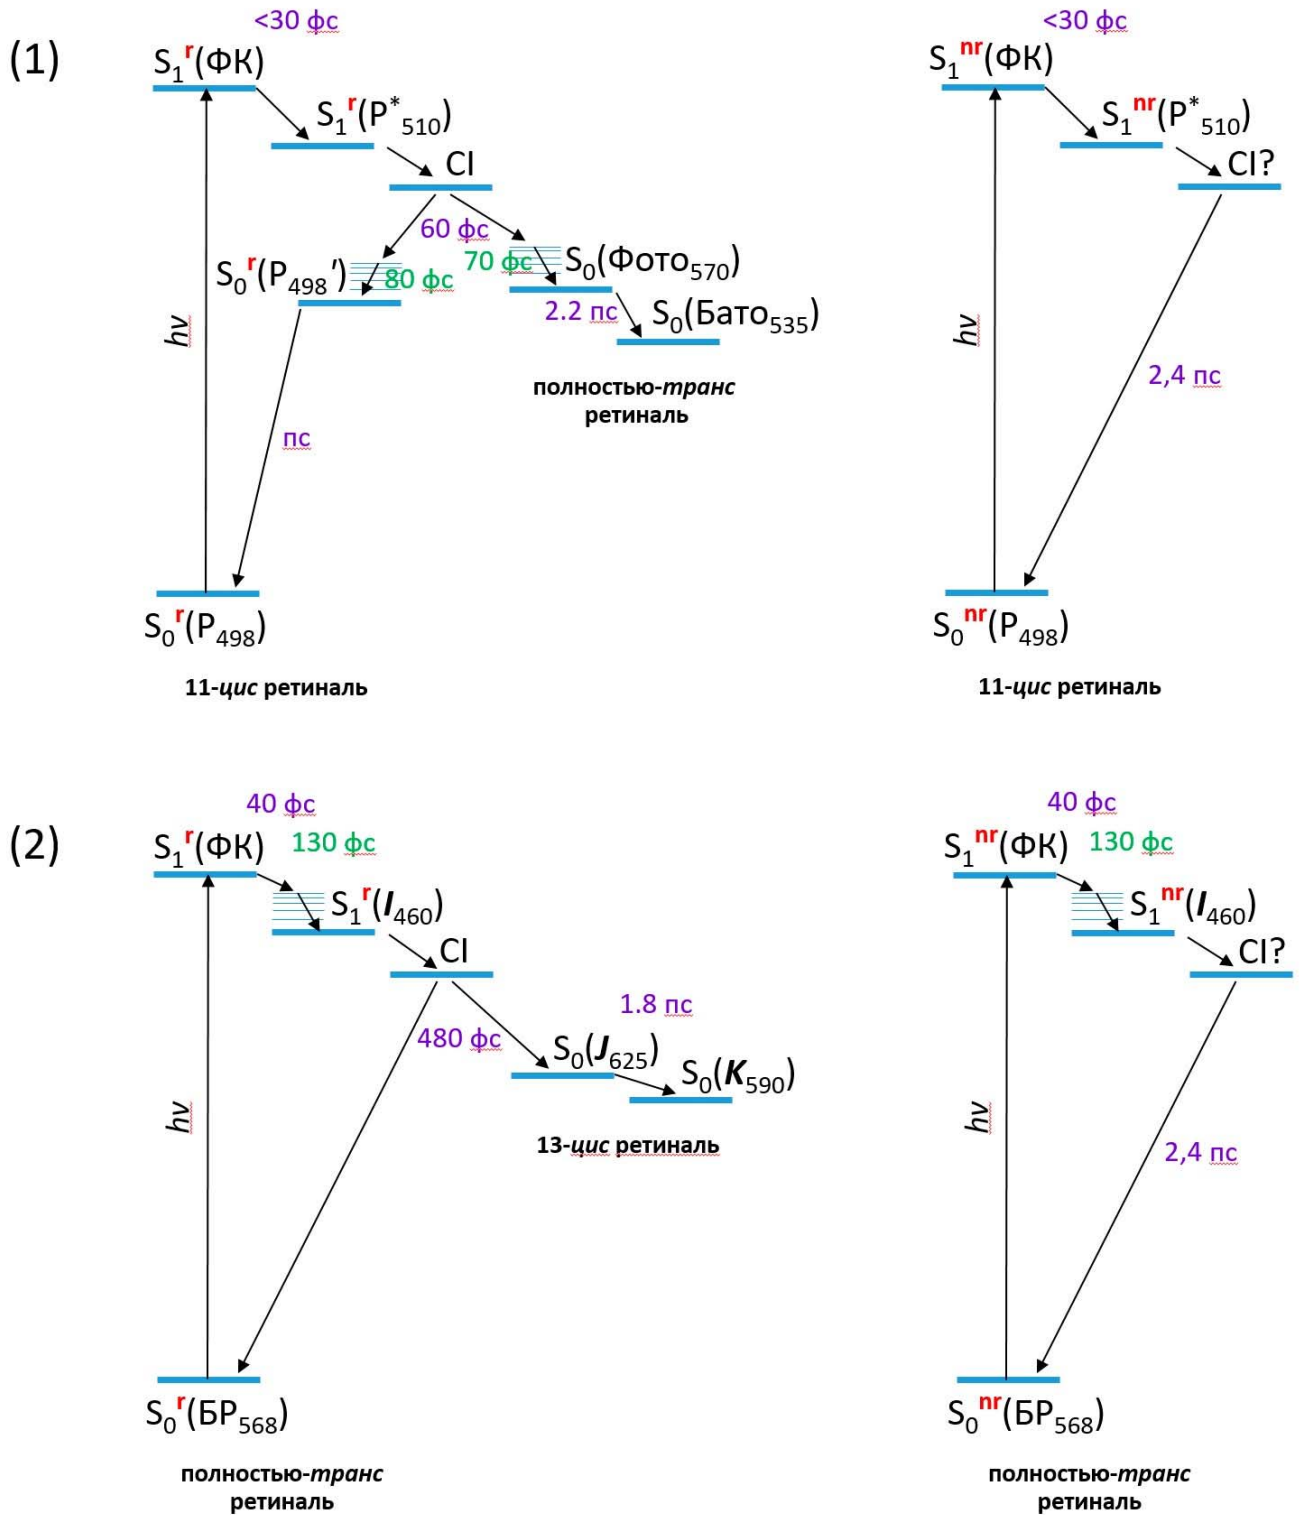 (1)
<30 фс
S₁ʳ(ФК)
S₁ʳ(P*₅₁₀)
CI
60 фс
S₀ʳ(P₄₉₈′)
80 фс
70 фс
S₀(Фото₅₇₀)
2.2 пс
S₀(Бато₅₃₅)
hν
полностью-транс
ретиналь
пс
S₀ʳ(P₄₉₈)
11-цис ретиналь
<30 фс
S₁ⁿʳ(ФК)
S₁ⁿʳ(P*₅₁₀)
CI?
hν
2,4 пс
S₀ⁿʳ(P₄₉₈)
11-цис ретиналь
(2)
40 фс
S₁ʳ(ФК)
130 фс
S₁ʳ(I₄₆₀)
CI
480 фс
1.8 пс
S₀(J₆₂₅)
S₀(K₅₉₀)
hν
13-цис ретиналь
S₀ʳ(БР₅₆₈)
полностью-транс
ретиналь
40 фс
S₁ⁿʳ(ФК)
130 фс
S₁ⁿʳ(I₄₆₀)
CI?
hν
2,4 пс
S₀ⁿʳ(БР₅₆₈)
полностью-транс
ретиналь